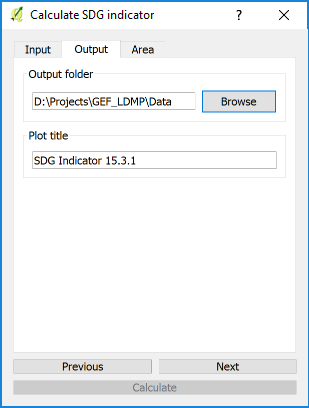 Calculate SDG indicator ?
Input Output Area
Output folder
D:\Projects\GEF_LDMP\Data Browse
Plot title
SDG Indicator 15.3.1
Previous Next
Calculate